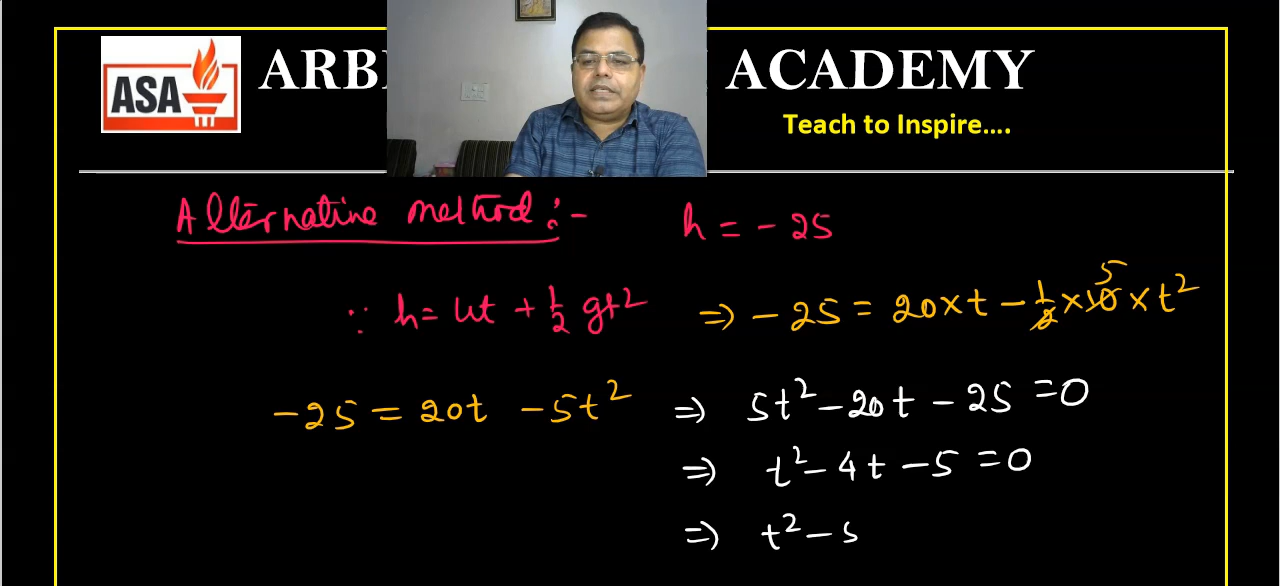 ASA ARB ACADEMY
Teach to Inspire....
Alternative method :- h = - 25
∵ h = ut + 1/2 gt² ⇒ - 25 = 20 x t - 1/2 x 10 x t²
5
-25 = 20t - 5t² ⇒ 5t² - 20t - 25 = 0
⇒ t² - 4t - 5 = 0
⇒ t² - 5